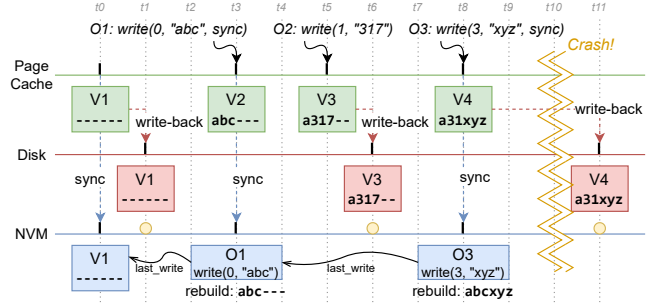 t0 t1 t2 t3 t4 t5 t6 t7 t8 t9 t10 t11
O1: write(0, "abc", sync) O2: write(1, "317") O3: write(3, "xyz", sync) Crash!
Page
Cache
V1 V2 V3 V4
------ abc--- a317-- a31xyz
write-back write-back write-back
Disk
sync V1 sync V3 sync V4
------ a317-- a31xyz
NVM
V1 O1 O3
------ last_write write(0, "abc") last_write write(3, "xyz")
rebuild: abc--- rebuild: abcxyz